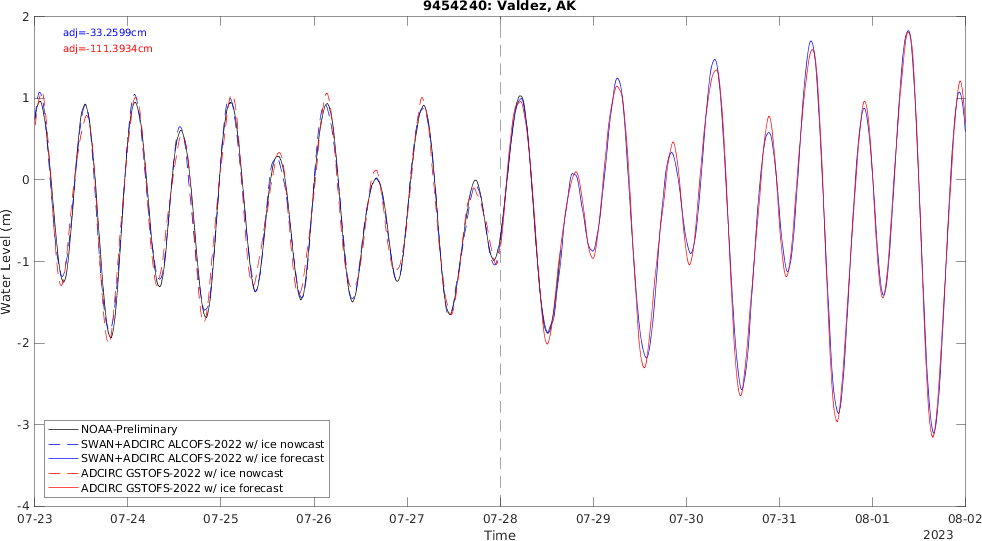 9454240: Valdez, AK
adj=-33.2599cm
adj=-111.3934cm
2
1
0
-1
-2
-3
-4
Water Level (m)
NOAA-Preliminary
SWAN+ADCIRC ALCOFS-2022 w/ ice nowcast
SWAN+ADCIRC ALCOFS-2022 w/ ice forecast
ADCIRC GSTOFS-2022 w/ ice nowcast
ADCIRC GSTOFS-2022 w/ ice forecast
07-23 07-24 07-25 07-26 07-27 07-28 07-29 07-30 07-31 08-01 08-02
Time
2023